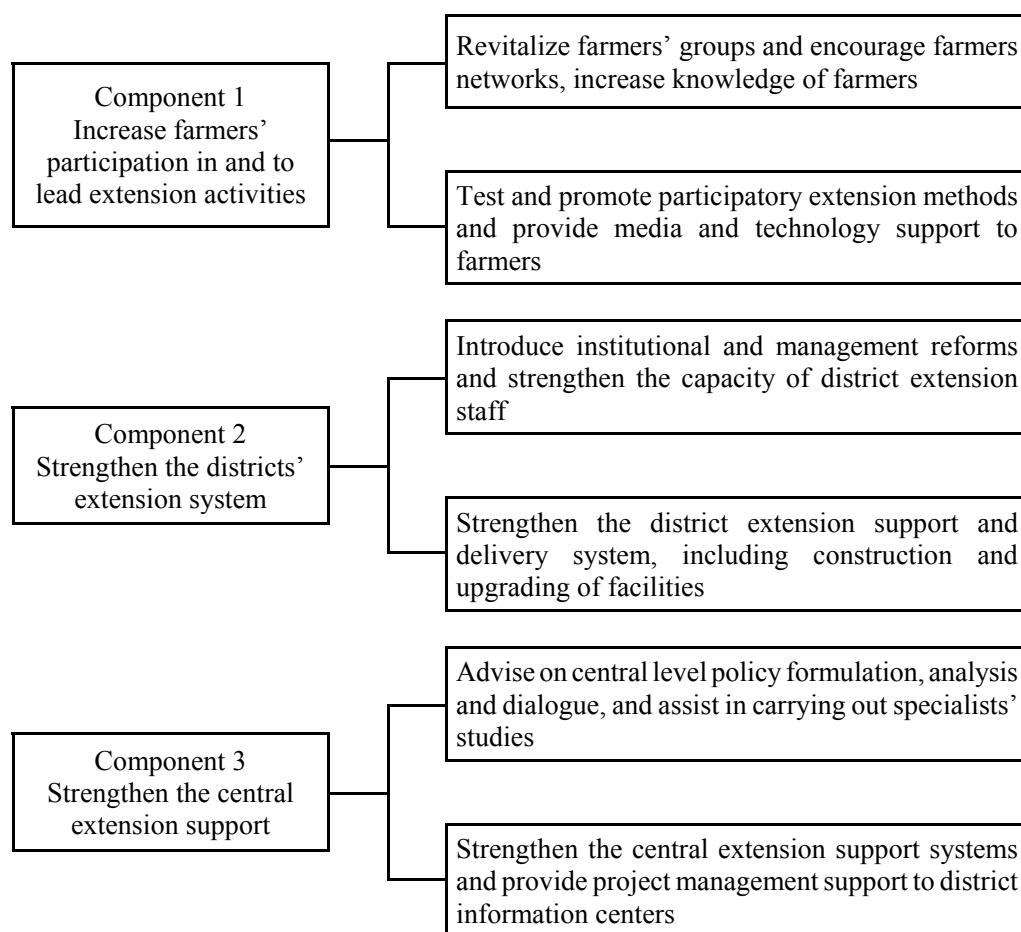 Component 1
Increase farmers’
participation in and to
lead extension activities
Revitalize farmers’ groups and encourage farmers
networks, increase knowledge of farmers
Test and promote participatory extension methods
and provide media and technology support to
farmers
Component 2
Strengthen the districts’
extension system
Introduce institutional and management reforms
and strengthen the capacity of district extension
staff
Strengthen the district extension support and
delivery system, including construction and
upgrading of facilities
Component 3
Strengthen the central
extension support
Advise on central level policy formulation, analysis
and dialogue, and assist in carrying out specialists’
studies
Strengthen the central extension support systems
and provide project management support to district
information centers